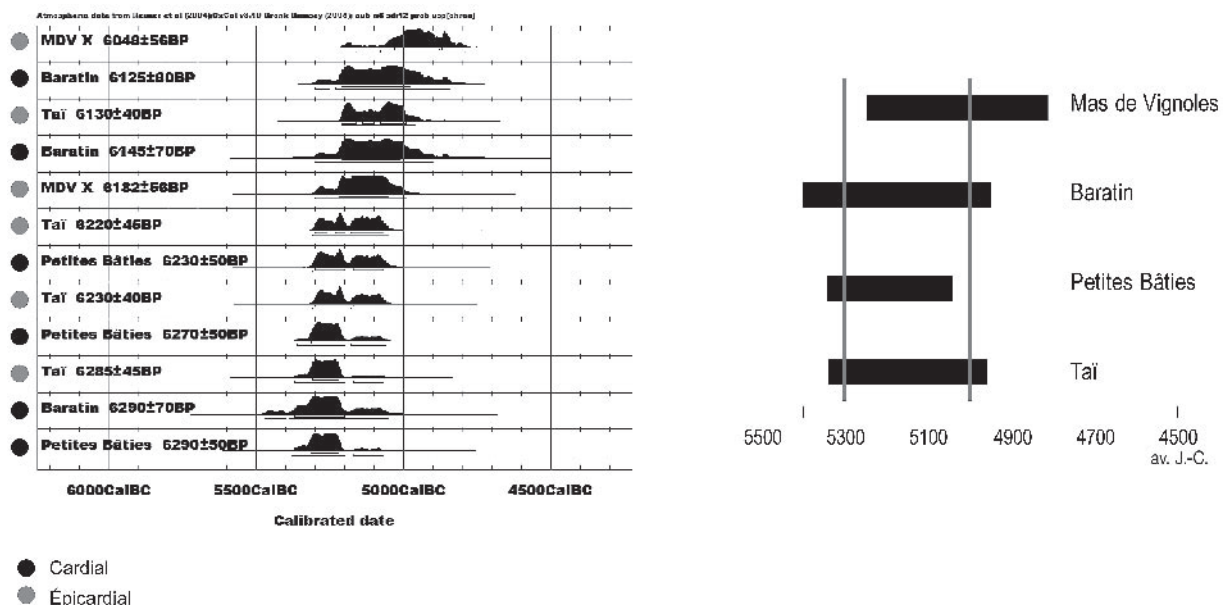 MDV X 6048±56BP
Baratin 6125±80BP
Taï 6130±40BP
Baratin 6145±70BP
MDV X 6182±56BP
Taï 6220±45BP
Petites Bâties 6230±50BP
Taï 6230±40BP
Petites Bâties 6270±50BP
Taï 6285±45BP
Baratin 6290±70BP
Petites Bâties 6290±50BP
6000CalBC 5500CalBC 5000CalBC 4500CalBC
Calibrated date
Cardial
Épicardial
Mas de Vignoles
Baratin
Petites Bâties
Taï
5500 5300 5100 4900 4700 4500
av. J.-C.